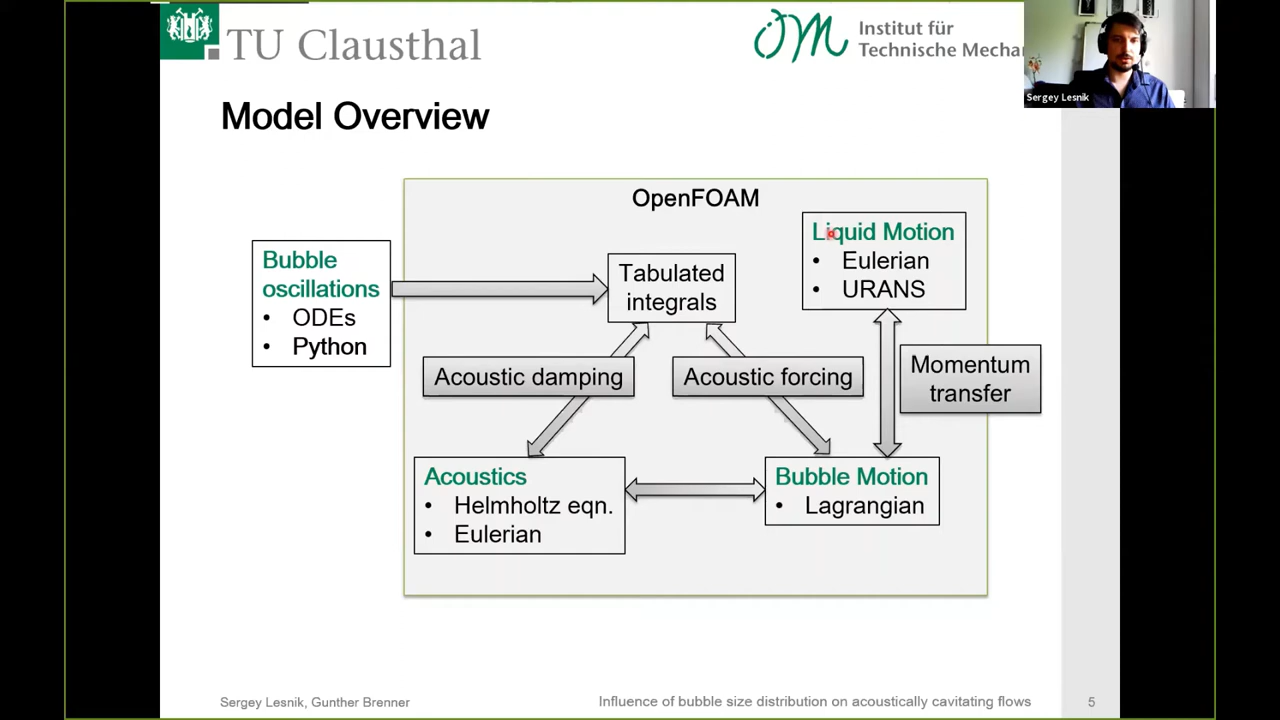 TU Clausthal
Institut für
Technische Mecha
Sergey Lesnik
Model Overview
OpenFOAM
Bubble
oscillations
• ODEs
• Python
Tabulated
integrals
Liquid Motion
• Eulerian
• URANS
Acoustic damping
Acoustic forcing
Momentum
transfer
Acoustics
• Helmholtz eqn.
• Eulerian
Bubble Motion
• Lagrangian
Sergey Lesnik, Gunther Brenner
Influence of bubble size distribution on acoustically cavitating flows
5